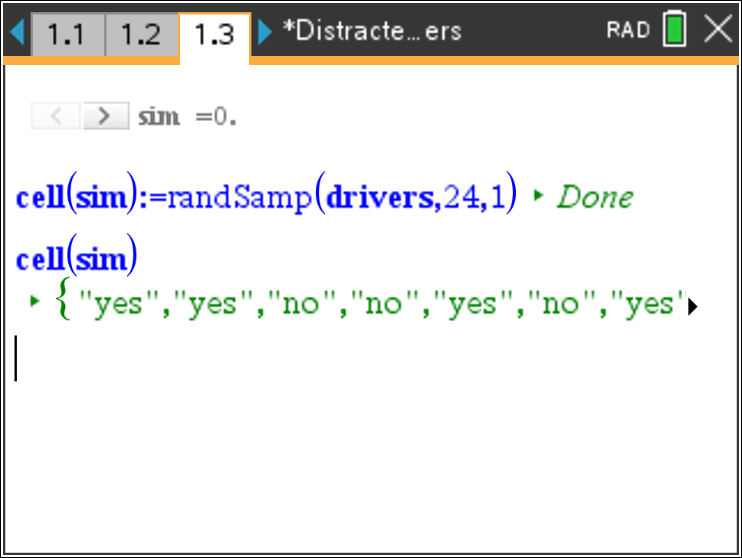 1.1 1.2 1.3 *Distracte...ers RAD
sim =0.
cell(sim):=randSamp(drivers,24,1) ▸ Done
cell(sim)
▸ {"yes","yes","no","no","yes","no","yes"